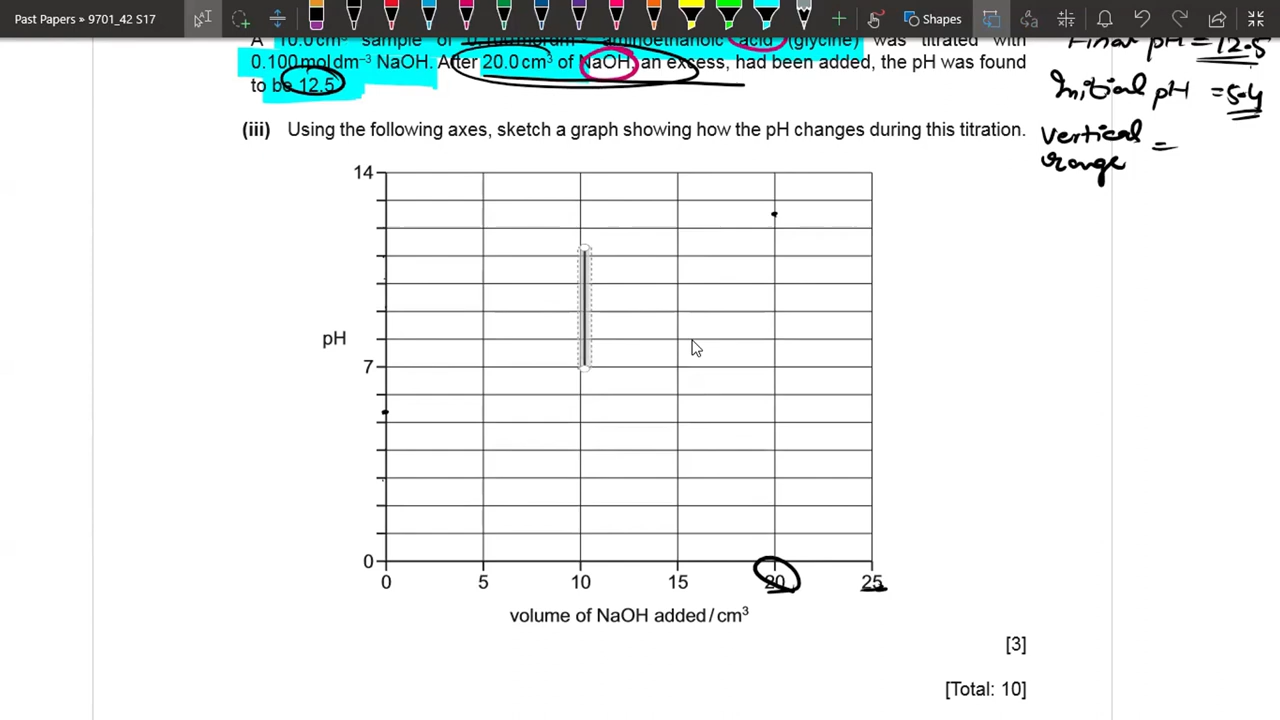 Past Papers » 9701_42 S17
Shapes
A 10.0 cm³ sample of 0.100 mol dm⁻³ aminoethanoic acid (glycine) was titrated with
0.100 mol dm⁻³ NaOH. After 20.0 cm³ of NaOH, an excess, had been added, the pH was found
to be 12.5
Final pH = 12.5
Initial pH = 5.4
vertical range =
(iii) Using the following axes, sketch a graph showing how the pH changes during this titration.
14
pH
7
0
0 5 10 15 20 25
volume of NaOH added / cm³
[3]
[Total: 10]